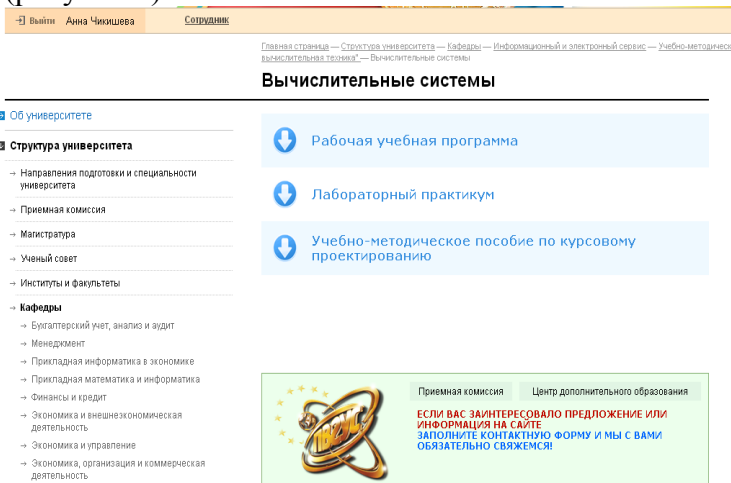 Выйти Анна Чикишева Сотрудник
Главная страница — Структура университета — Кафедры — Информационный и электронный сервис —
вычислительная техника" — Вычислительные системы
Вычислительные системы
Об университете
Структура университета
Направления подготовки и специальности
университета
Приемная комиссия
Магистратура
Ученый совет
Институты и факультеты
Кафедры
Бухгалтерский учет, анализ и аудит
Менеджмент
Прикладная информатика в экономике
Прикладная математика и информатика
Финансы и кредит
Экономика и внешнеэкономическая
деятельность
Экономика и управление
Экономика, организация и коммерческая
деятельность
Рабочая учебная программа
Лабораторный практикум
Учебно-методическое пособие по курсовому
проектированию
Приемная комиссия Центр дополнительного образования
ЕСЛИ ВАС ЗАИНТЕРЕСОВАЛО ПРЕДЛОЖЕНИЕ ИЛИ
ИНФОРМАЦИЯ НА САЙТЕ
ЗАПОЛНИТЕ КОНТАКТНУЮ ФОРМУ И МЫ С ВАМИ
ОБЯЗАТЕЛЬНО СВЯЖЕМСЯ!